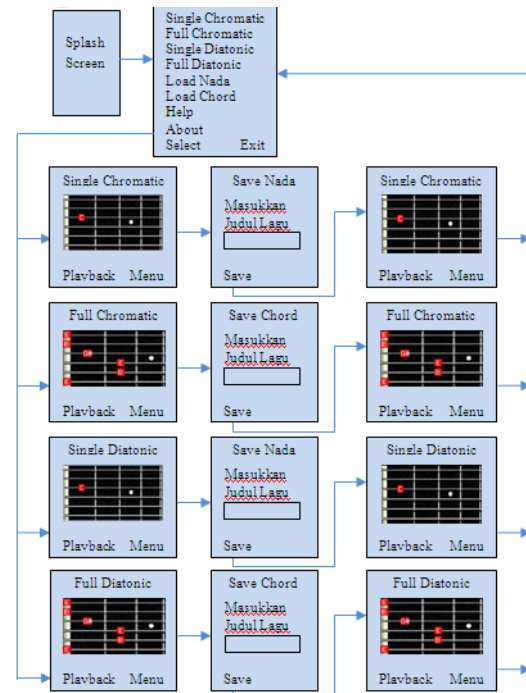 Splash
Screen
Single Chromatic
Full Chromatic
Single Diatonic
Full Diatonic
Load Nada
Load Chord
Help
About
Select Exit
Single Chromatic
Playback Menu
Save Nada
Masukkan
Judul Lagu
Save
Single Chromatic
Playback Menu
Full Chromatic
Playback Menu
Save Chord
Masukkan
Judul Lagu
Save
Full Chromatic
Playback Menu
Single Diatonic
Playback Menu
Save Nada
Masukkan
Judul Lagu
Save
Single Diatonic
Playback Menu
Full Diatonic
Playback Menu
Save Chord
Masukkan
Judul Lagu
Save
Full Diatonic
Playback Menu